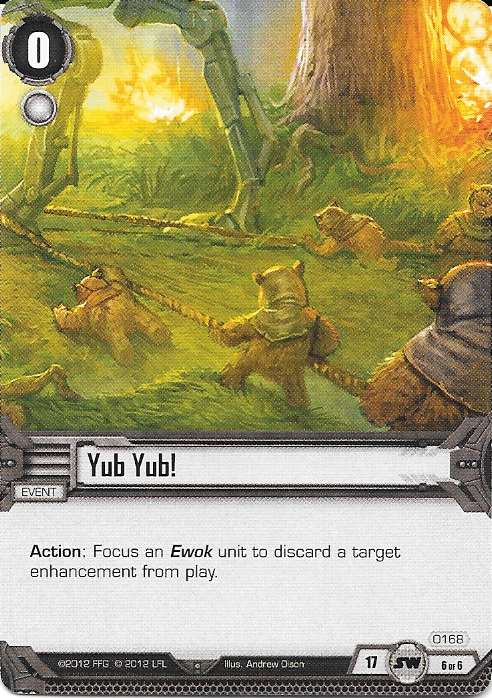 0
Yub Yub!
EVENT
Action: Focus an Ewok unit to discard a target
enhancement from play.
0168
©2012 FFG © 2012 LFL Illus. Andrew Olson 17 SW 6 of 6